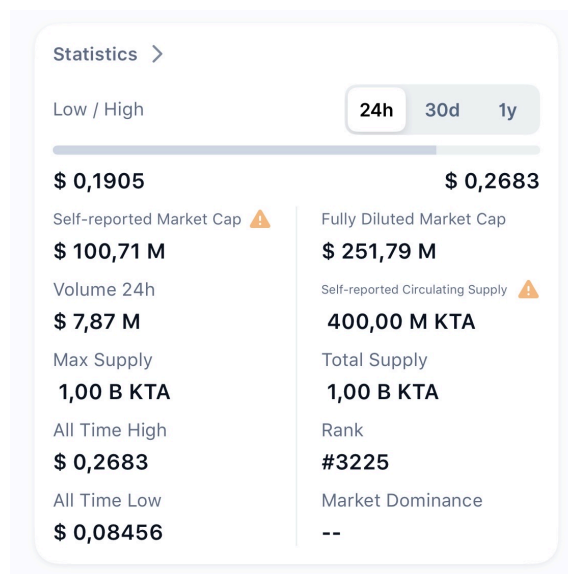 Statistics
Low / High
24h 30d 1y
$ 0,1905 $ 0,2683
Self-reported Market Cap
$ 100,71 M
Fully Diluted Market Cap
$ 251,79 M
Volume 24h
$ 7,87 M
Self-reported Circulating Supply
400,00 M KTA
Max Supply
1,00 B KTA
Total Supply
1,00 B KTA
All Time High
$ 0,2683
Rank
#3225
All Time Low
$ 0,08456
Market Dominance
--